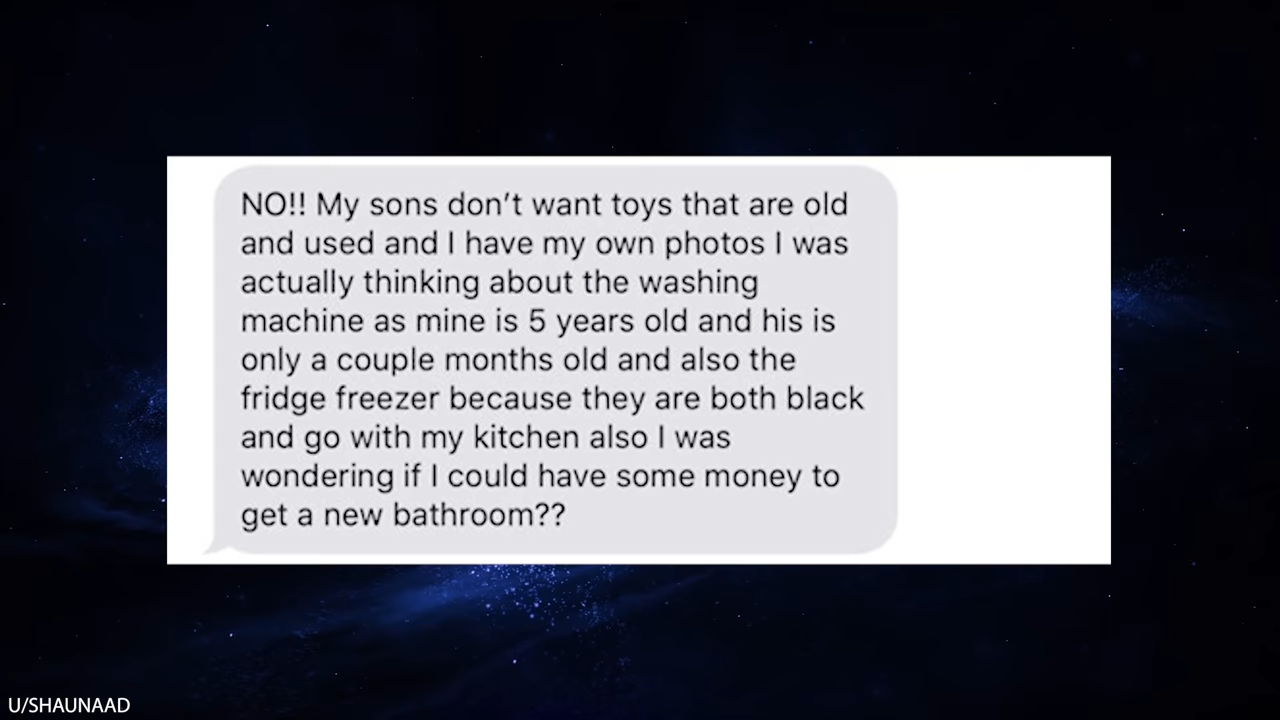 NO!! My sons don’t want toys that are old
and used and I have my own photos I was
actually thinking about the washing
machine as mine is 5 years old and his is
only a couple months old and also the
fridge freezer because they are both black
and go with my kitchen also I was
wondering if I could have some money to
get a new bathroom??
U/SHAUNAAD